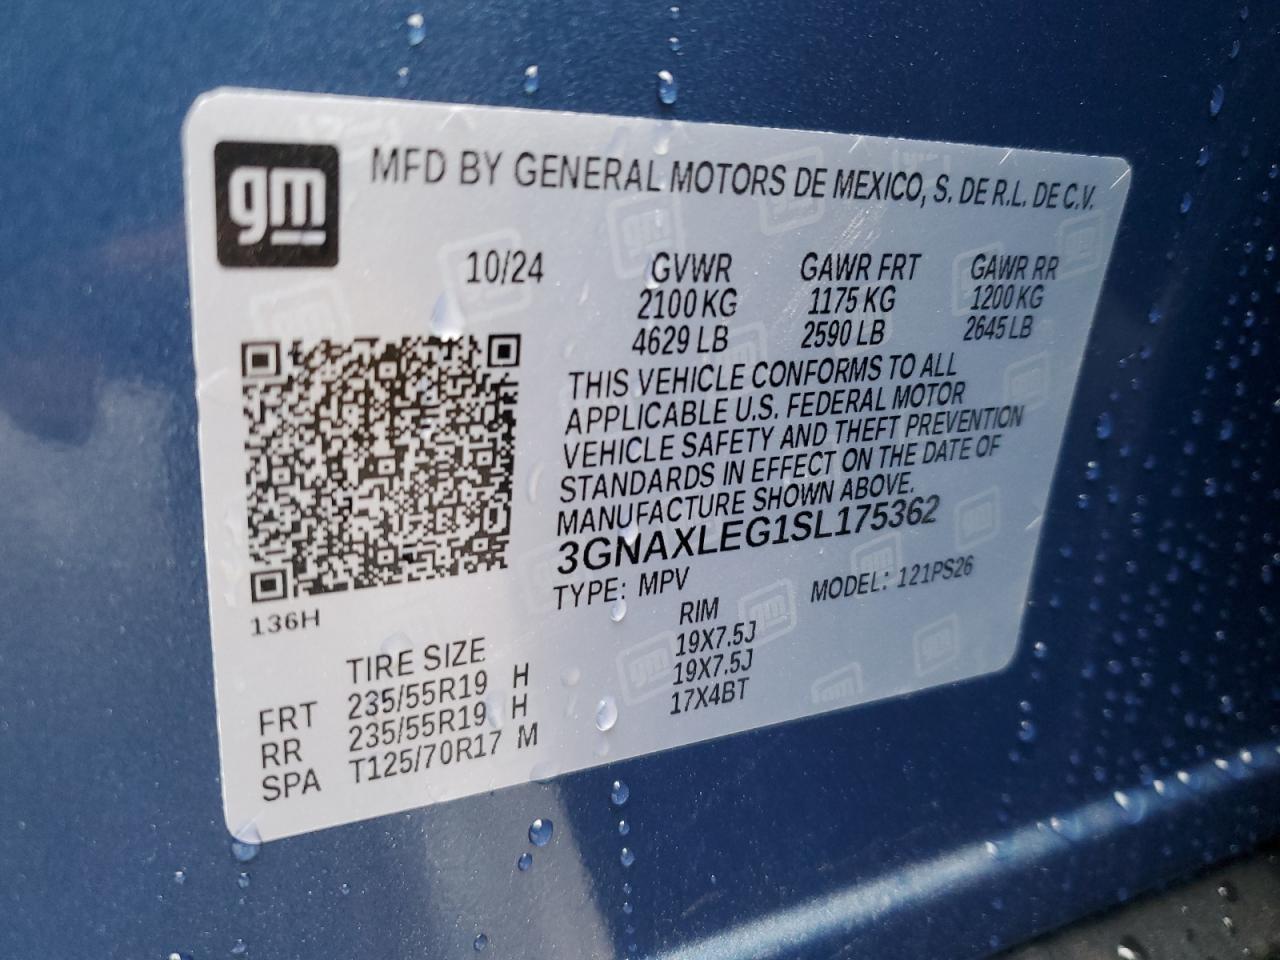 gm
MFD BY GENERAL MOTORS DE MEXICO, S. DE R.L. DE C.V.
10/24 GVWR GAWR FRT GAWR RR
2100 KG 1175 KG 1200 KG
4629 LB 2590 LB 2645 LB
THIS VEHICLE CONFORMS TO ALL
APPLICABLE U.S. FEDERAL MOTOR
VEHICLE SAFETY AND THEFT PREVENTION
STANDARDS IN EFFECT ON THE DATE OF
MANUFACTURE SHOWN ABOVE.
3GNAXLEG1SL175362
TYPE: MPV MODEL: 121PS26
136H
TIRE SIZE RIM
FRT 235/55R19 H 19X7.5J
RR 235/55R19 H 19X7.5J
SPA T125/70R17 M 17X4BT